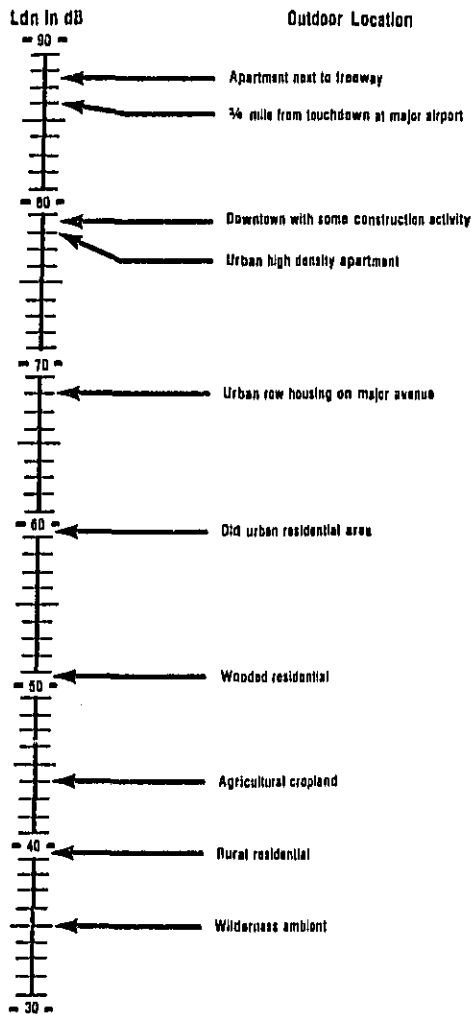 Ldn in dB Outdoor Location
90
Apartment next to freeway
¾ mile from touchdown at major airport
80
Downtown with some construction activity
Urban high density apartment
70
Urban row housing on major avenue
60
Old urban residential area
Wooded residential
50
Agricultural cropland
40
Rural residential
Wilderness ambient
30